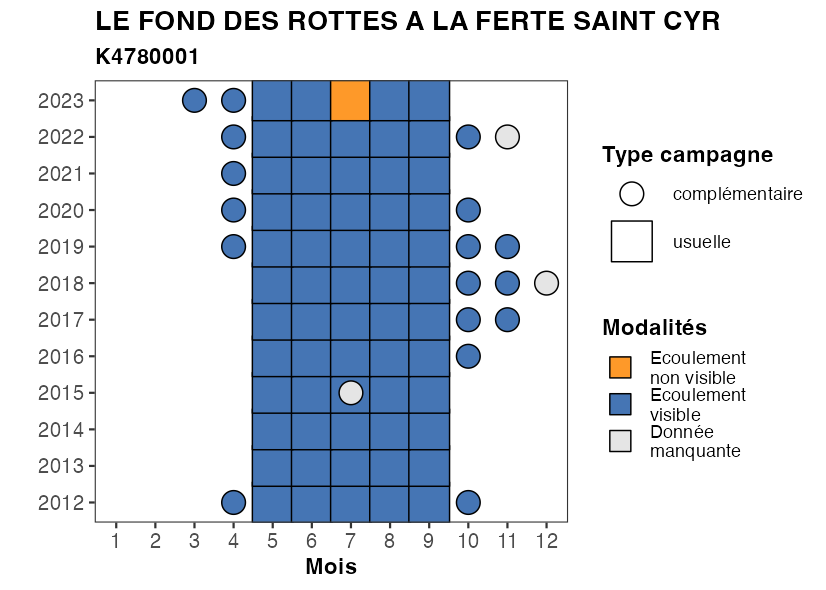 LE FOND DES ROTTES A LA FERTE SAINT CYR
K4780001
2023
2022
2021
2020
2019
2018
2017
2016
2015
2014
2013
2012
1 2 3 4 5 6 7 8 9 10 11 12
Mois
Type campagne
complémentaire
usuelle
Modalités
Ecoulement
non visible
Ecoulement
visible
Donnée
manquante